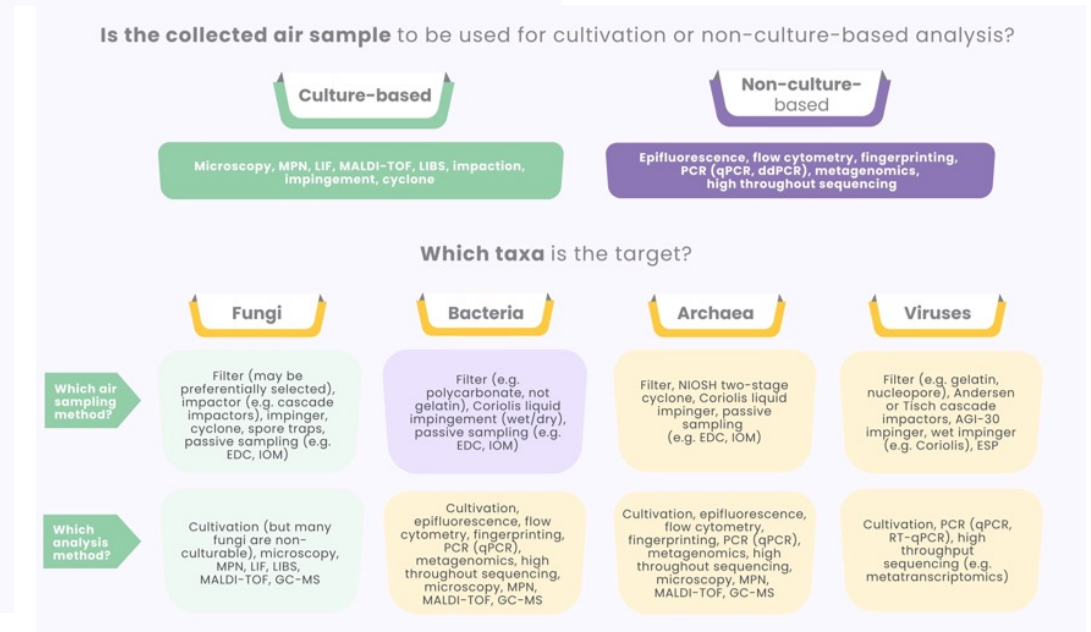 Is the collected air sample to be used for cultivation or non-culture-based analysis?
Culture-based
Non-culture-
based
Microscopy, MPN, LIF, MALDI-TOF, LIBS, impaction,
impingement, cyclone
Epifluorescence, flow cytometry, fingerprinting,
PCR (qPCR, ddPCR), metagenomics,
high throughout sequencing
Which taxa is the target?
Fungi
Bacteria
Archaea
Viruses
Which air
sampling
method?
Filter (may be
preferentially selected),
impactor (e.g. cascade
impactors), impinger,
cyclone, spore traps,
passive sampling (e.g.
EDC, IOM)
Filter (e.g.
polycarbonate, not
gelatin), Coriolis liquid
impingement (wet/dry),
passive sampling (e.g.
EDC, IOM)
Filter, NIOSH two-stage
cyclone, Coriolis liquid
impinger, passive
sampling
(e.g. EDC, IOM)
Filter (e.g. gelatin,
nucleopore), Andersen
or Tisch cascade
impactors, AGI-30
impinger, wet impinger
(e.g. Coriolis), ESP
Which
analysis
method?
Cultivation (but many
fungi are non-
culturable), microscopy,
MPN, LIF, LIBS,
MALDI-TOF, GC-MS
Cultivation,
epifluorescence, flow
cytometry, fingerprinting,
PCR (qPCR),
metagenomics, high
throughout sequencing,
microscopy, MPN,
MALDI-TOF, GC-MS
Cultivation, epifluorescence,
flow cytometry,
fingerprinting, PCR (qPCR),
metagenomics, high
throughout sequencing,
microscopy, MPN,
MALDI-TOF, GC-MS
Cultivation, PCR (qPCR,
RT-qPCR), high
throughput
sequencing (e.g.
metatranscriptomics)